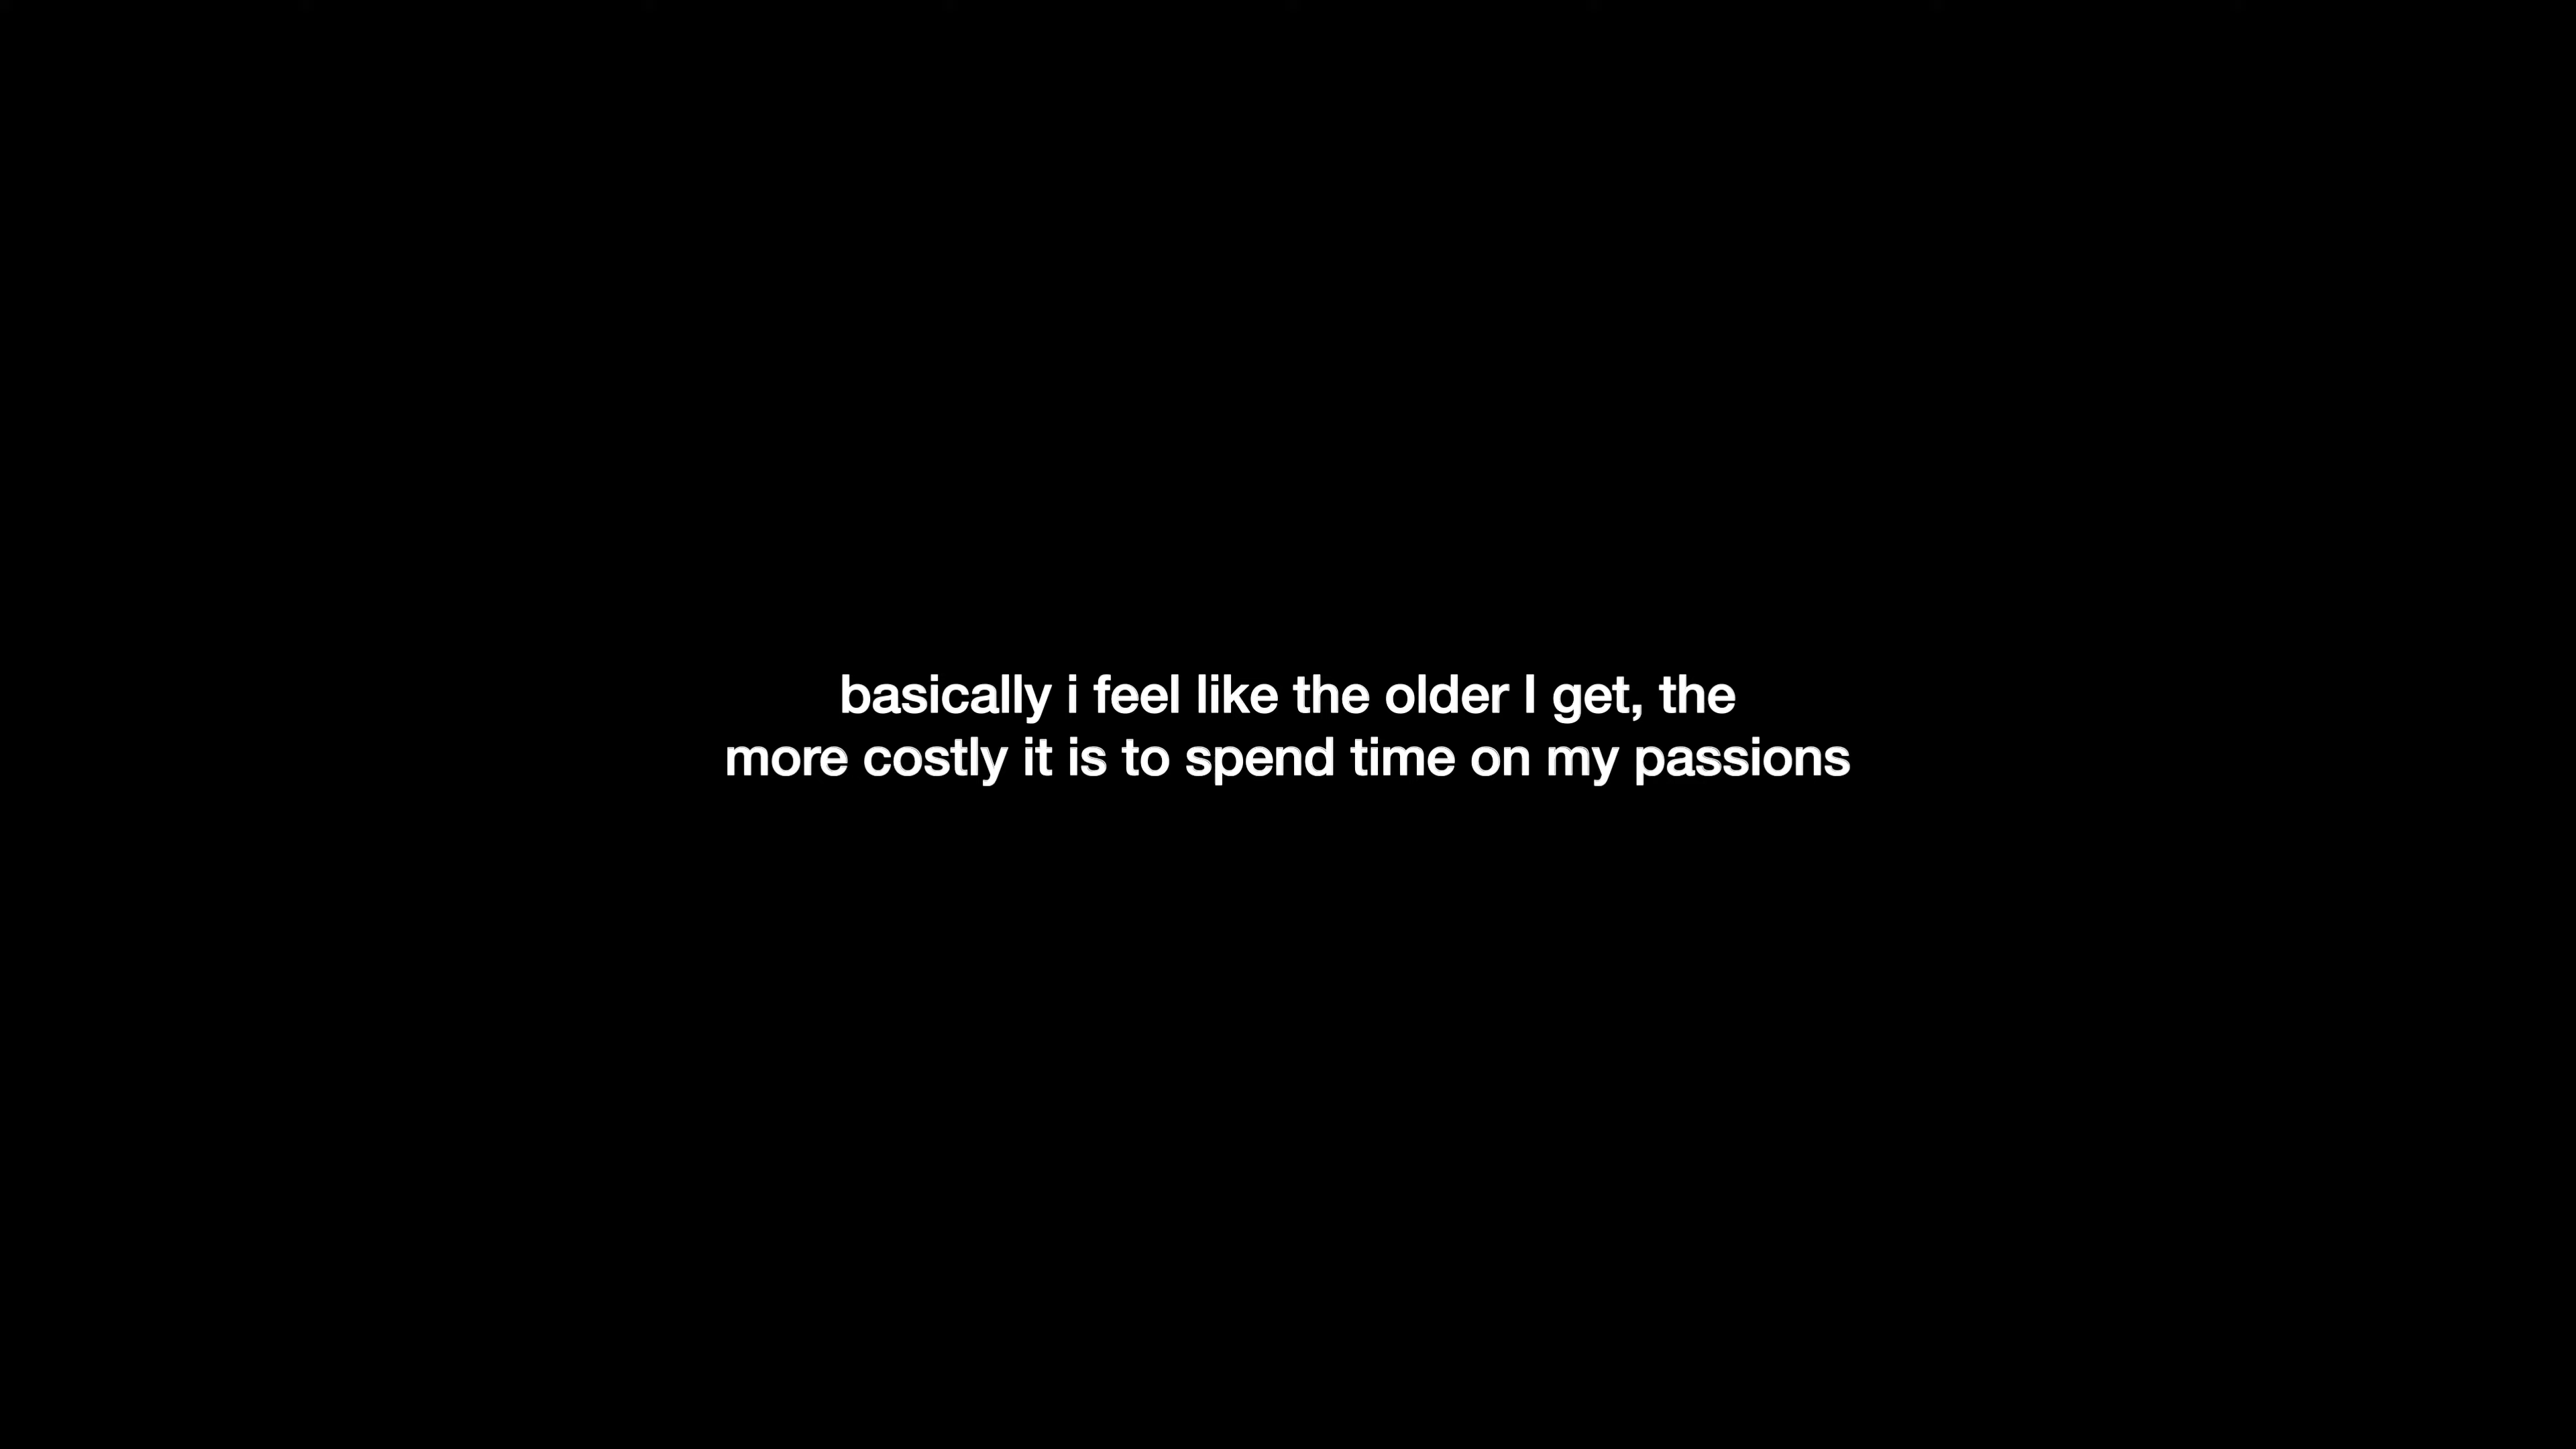 basically i feel like the older I get, the
more costly it is to spend time on my passions